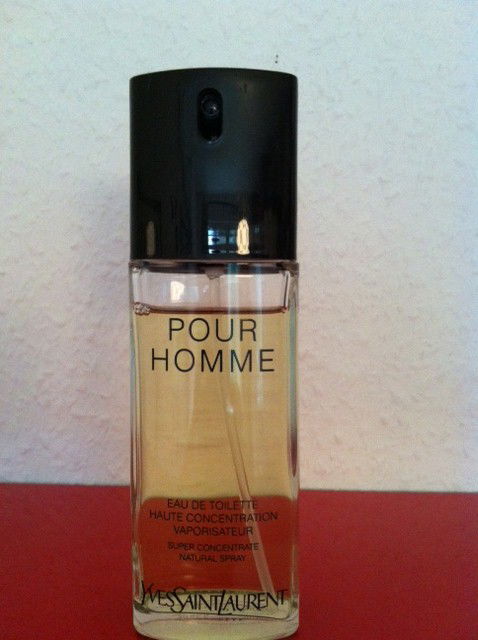 POUR
HOMME
EAU DE TOILETTE
HAUTE CONCENTRATION
VAPORISATEUR
SUPER CONCENTRATE
NATURAL SPRAY
YVESSAINTLAURENT